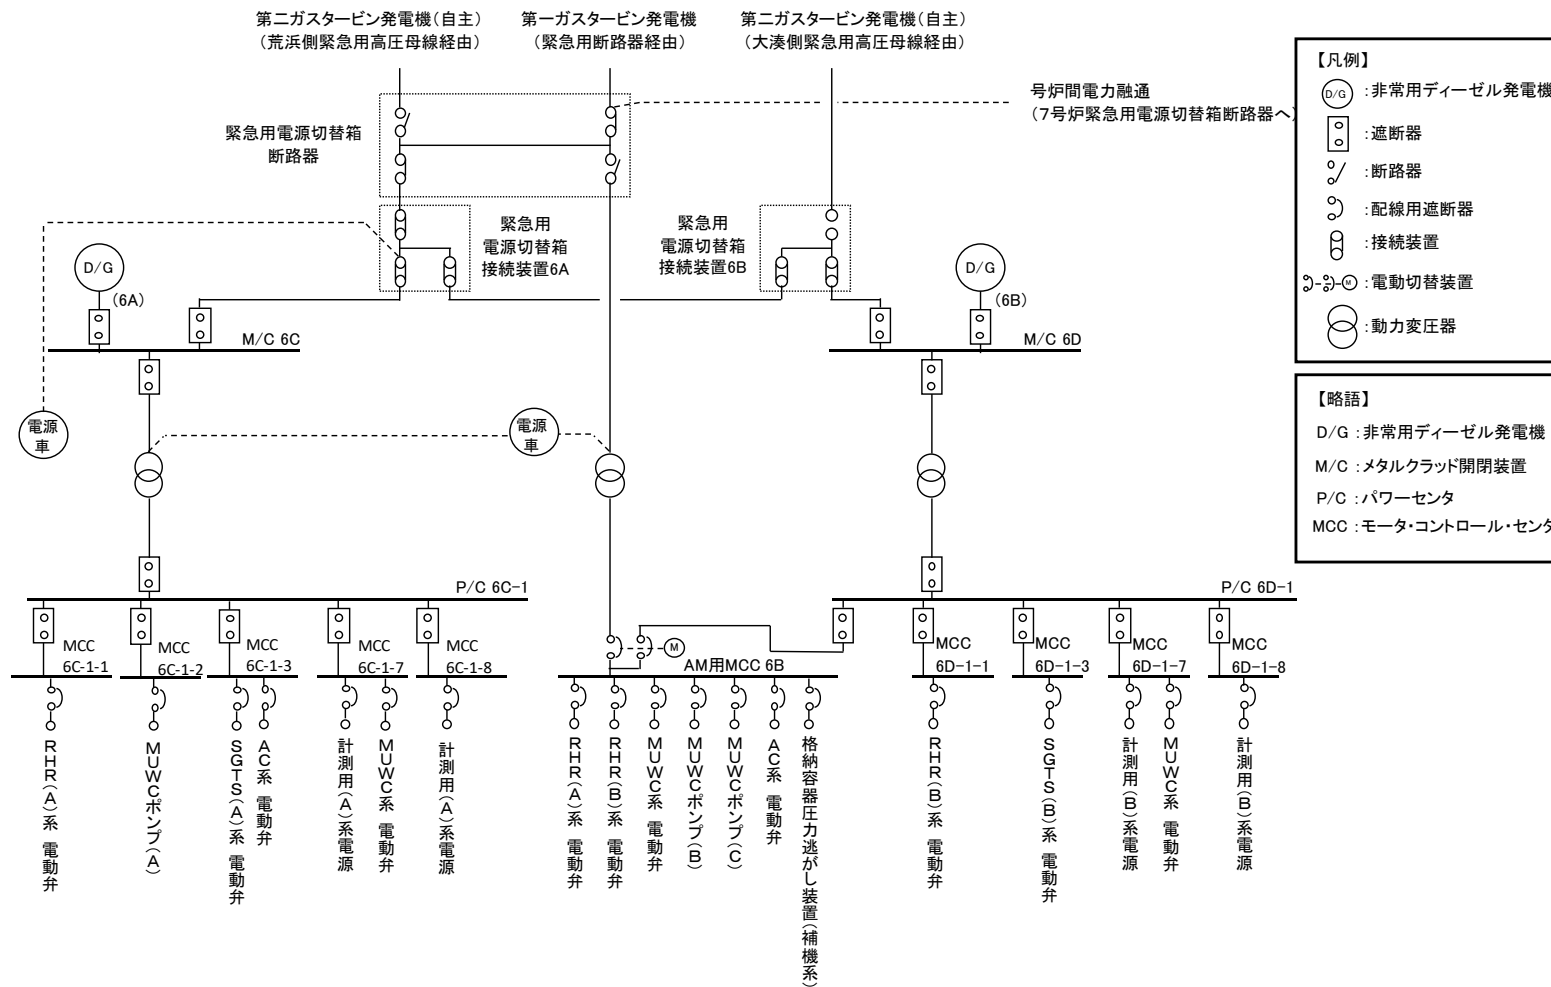 第二ガスタービン発電機(自主)
(荒浜側緊急用高圧母線経由)
第一ガスタービン発電機
(緊急用断路器経由)
第二ガスタービン発電機(自主)
(大湊側緊急用高圧母線経由)
緊急用電源切替箱
断路器
号炉間電力融通
(7号炉緊急用電源切替箱断路器へ)
緊急用
電源切替箱
接続装置6A
緊急用
電源切替箱
接続装置6B
D/G
(6A)
D/G
(6B)
M/C 6C
M/C 6D
電源
車
電源
車
P/C 6C-1
P/C 6D-1
MCC
6C-1-1
MCC
6C-1-2
MCC
6C-1-3
MCC
6C-1-7
MCC
6C-1-8
M
AM用MCC 6B
MCC
6D-1-1
MCC
6D-1-3
MCC
6D-1-7
MCC
6D-1-8
RHR(A)系 電動弁
MUWCポンプ(A)
SGTS(A)系 電動弁
AC系 電動弁
計測用(A)系電源
MUWC系 電動弁
計測用(A)系電源
RHR(A)系 電動弁
RHR(B)系 電動弁
MUWC系 電動弁
MUWCポンプ(B)
MUWCポンプ(C)
AC系 電動弁
格納容器圧力逃がし装置(補機系)
RHR(B)系 電動弁
SGTS(B)系 電動弁
計測用(B)系電源
MUWC系 電動弁
計測用(B)系電源
【凡例】
D/G :非常用ディーゼル発電機
:遮断器
:断路器
:配線用遮断器
:接続装置
M :電動切替装置
:動力変圧器
【略語】
D/G :非常用ディーゼル発電機
M/C :メタルクラッド開閉装置
P/C :パワーセンタ
MCC :モータ・コントロール・センタ